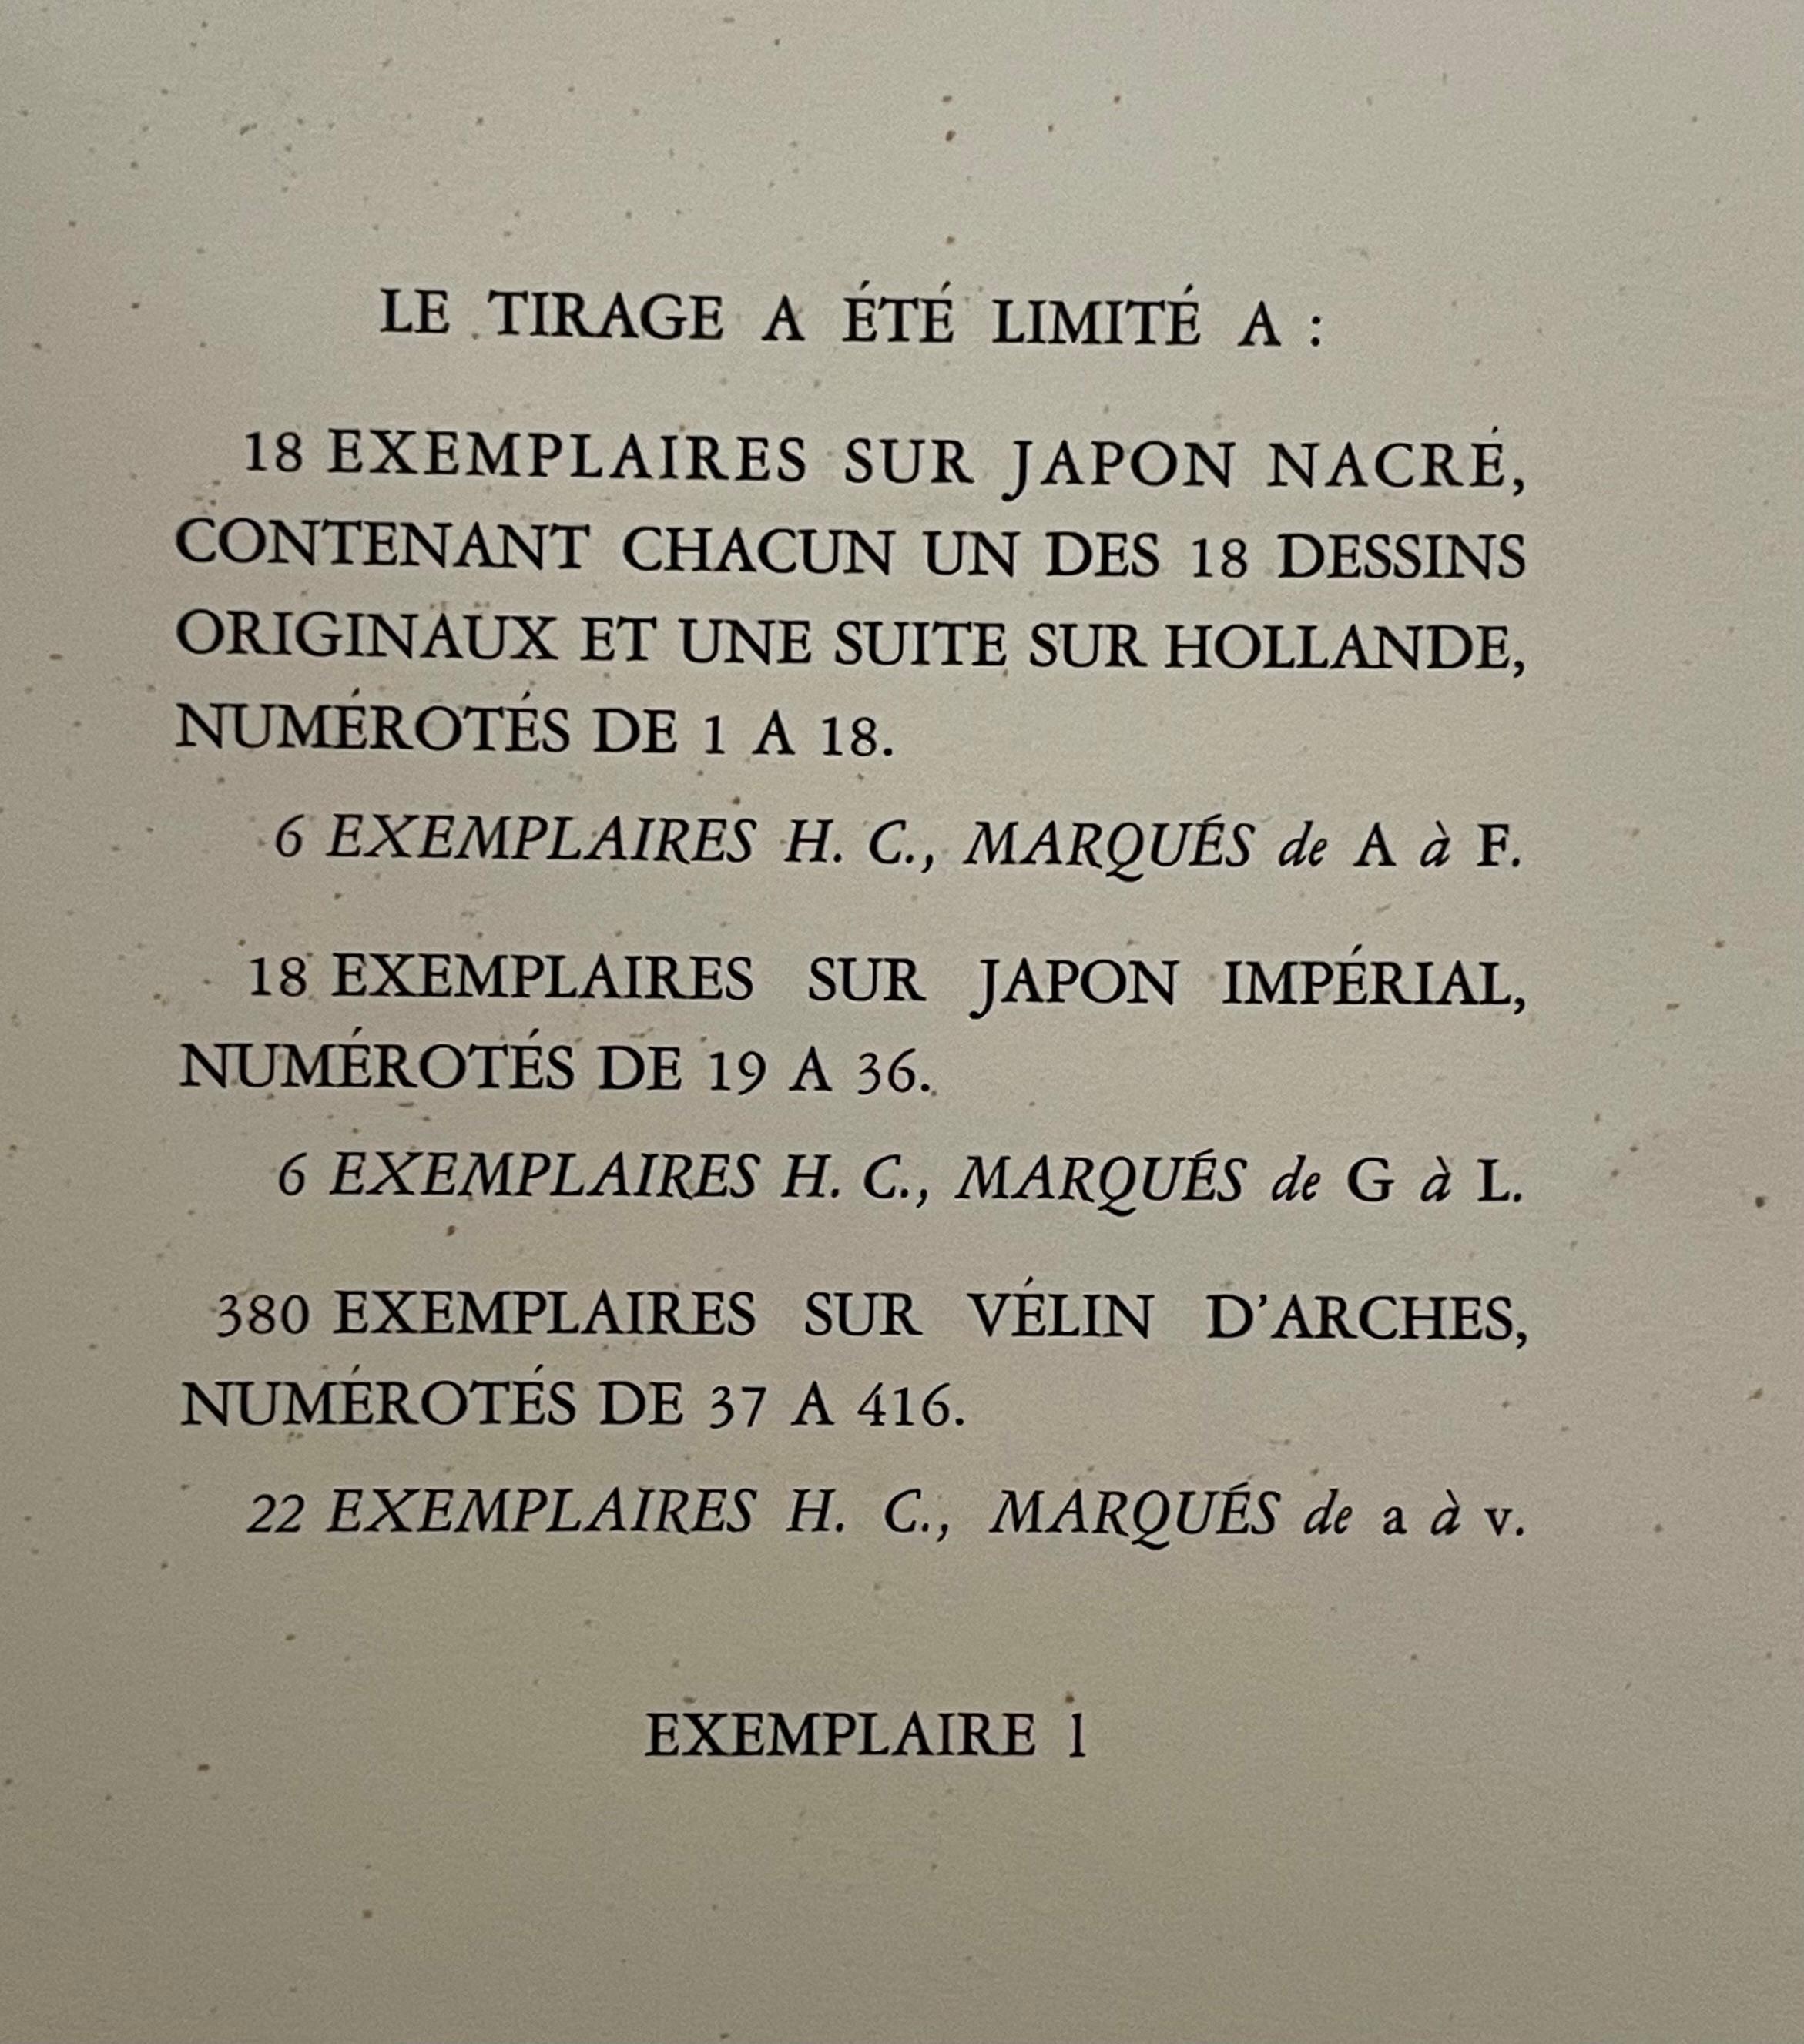 LE TIRAGE A ÉTÉ LIMITÉ A :
18 EXEMPLAIRES SUR JAPON NACRÉ,
CONTENANT CHACUN UN DES 18 DESSINS
ORIGINAUX ET UNE SUITE SUR HOLLANDE,
NUMÉROTÉS DE 1 A 18.
6 EXEMPLAIRES H. C., MARQUÉS de A à F.
18 EXEMPLAIRES SUR JAPON IMPÉRIAL,
NUMÉROTÉS DE 19 A 36.
6 EXEMPLAIRES H. C., MARQUÉS de G à L.
380 EXEMPLAIRES SUR VÉLIN D'ARCHES,
NUMÉROTÉS DE 37 A 416.
22 EXEMPLAIRES H. C., MARQUÉS de a à v.
EXEMPLAIRE l